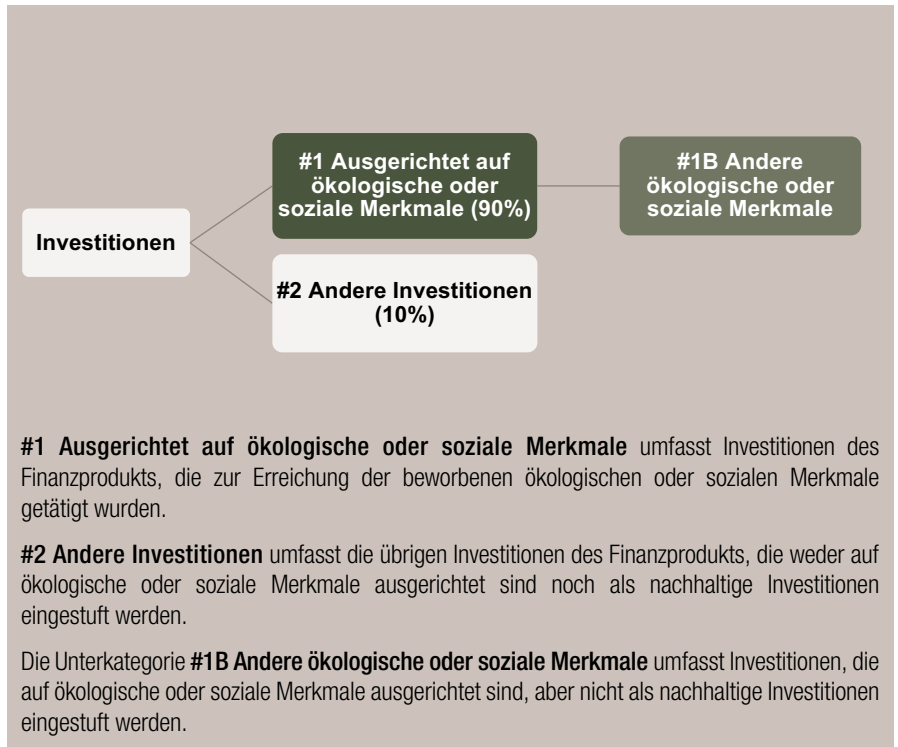 #1 Ausgerichtet auf
ökologische oder
soziale Merkmale (90%)
#1B Andere
ökologische oder
soziale Merkmale
Investitionen
#2 Andere Investitionen
(10%)
#1 Ausgerichtet auf ökologische oder soziale Merkmale umfasst Investitionen des
Finanzprodukts, die zur Erreichung der beworbenen ökologischen oder sozialen Merkmale
getätigt wurden.
#2 Andere Investitionen umfasst die übrigen Investitionen des Finanzprodukts, die weder auf
ökologische oder soziale Merkmale ausgerichtet sind noch als nachhaltige Investitionen
eingestuft werden.
Die Unterkategorie #1B Andere ökologische oder soziale Merkmale umfasst Investitionen, die
auf ökologische oder soziale Merkmale ausgerichtet sind, aber nicht als nachhaltige Investitionen
eingestuft werden.